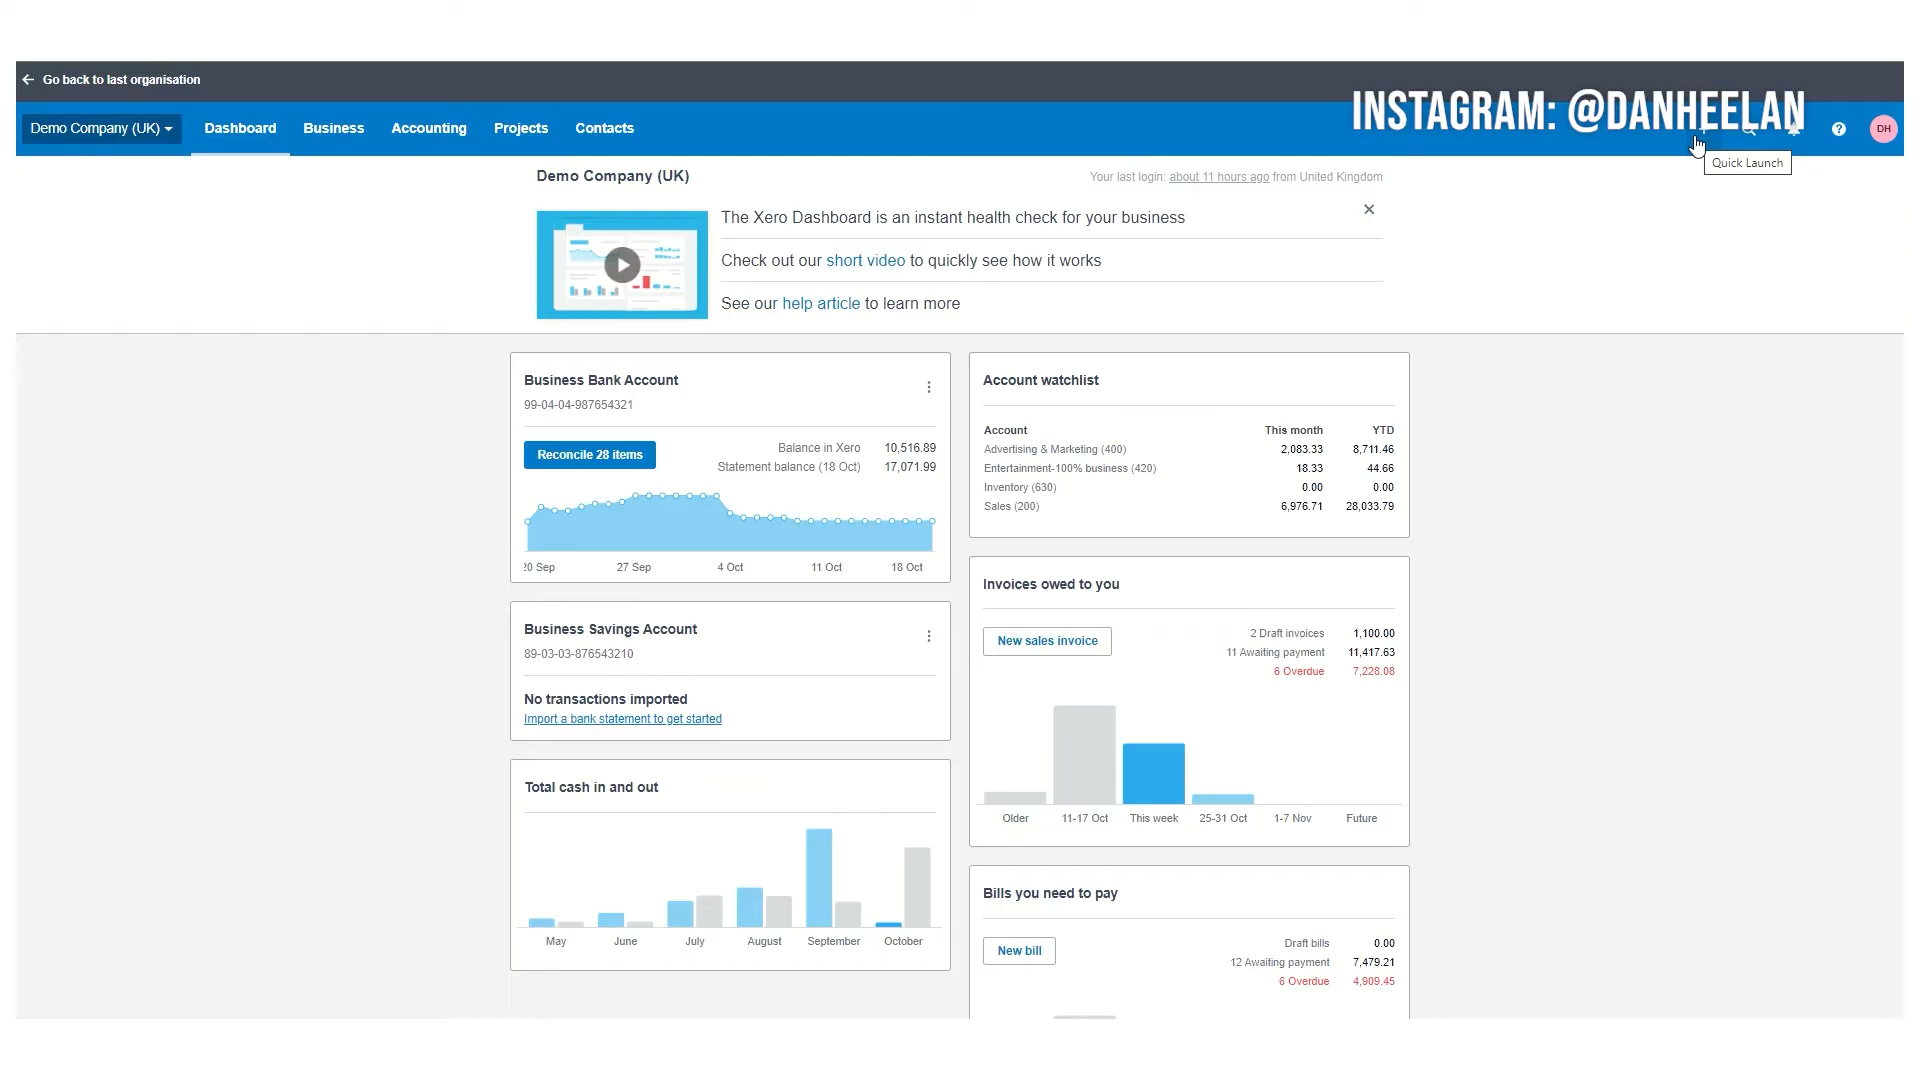 Go back to last organisation
INSTAGRAM: @DANHEELAN
Demo Company (UK)
Dashboard
Business
Accounting
Projects
Contacts
?
DH
Quick Launch
Demo Company (UK)
Your last login: about 11 hours ago from United Kingdom
The Xero Dashboard is an instant health check for your business
Check out our short video to quickly see how it works
See our help article to learn more
Business Bank Account
99-04-04-987654321
Reconcile 28 items
Balance in Xero 10,516.89
Statement balance (18 Oct) 17,071.99
20 Sep 27 Sep 4 Oct 11 Oct 18 Oct
Business Savings Account
89-03-03-876543210
No transactions imported
Import a bank statement to get started
Total cash in and out
May June July August September October
Account watchlist
Account This month YTD
Advertising & Marketing (400) 2,083.33 8,711.46
Entertainment-100% business (420) 18.33 44.66
Inventory (630) 0.00 0.00
Sales (200) 6,976.71 28,033.79
Invoices owed to you
New sales invoice
2 Draft invoices 1,100.00
11 Awaiting payment 11,417.63
6 Overdue 7,228.08
Older 11-17 Oct This week 25-31 Oct 1-7 Nov Future
Bills you need to pay
New bill
Draft bills 0.00
12 Awaiting payment 7,479.21
6 Overdue 4,909.45